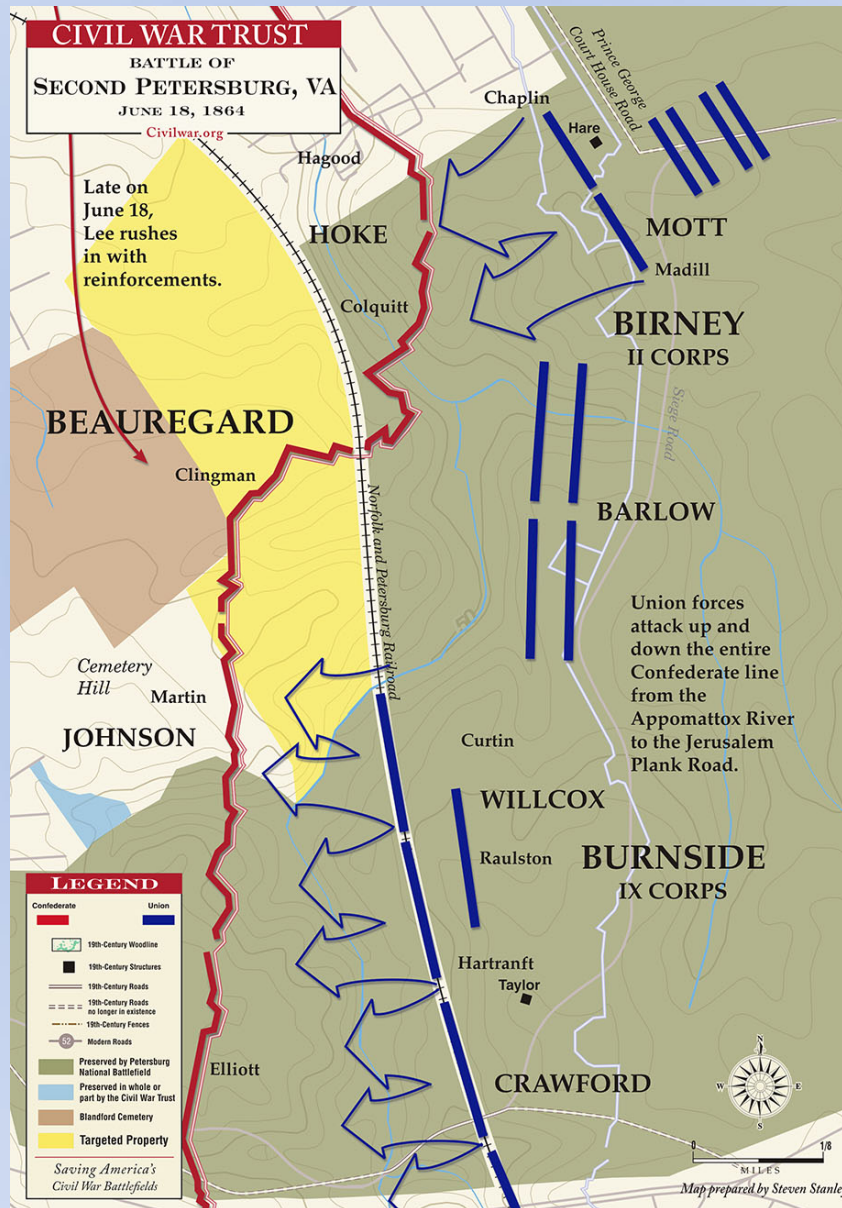 CIVIL WAR TRUST
BATTLE OF
SECOND PETERSBURG, VA
JUNE 18, 1864
Civilwar.org
Late on
June 18,
Lee rushes
in with
reinforcements.
Prince George
Court House Road
Chaplin
Hare
Hagood
HOKE
MOTT
Madill
Colquitt
BIRNEY
II CORPS
Siege Road
BEAUREGARD
Clingman
Norfolk and Petersburg Railroad
BARLOW
50
Union forces
attack up and
down the entire
Confederate line
from the
Appomattox River
to the Jerusalem
Plank Road.
Cemetery
Hill
Martin
JOHNSON
Curtin
WILLCOX
Raulston
BURNSIDE
IX CORPS
Hartranft
Taylor
Elliott
CRAWFORD
LEGEND
Confederate
Union
19th-Century Woodline
19th-Century Structures
19th-Century Roads
19th-Century Roads
no longer in existence
19th-Century Fences
52
Modern Roads
Preserved by Petersburg
National Battlefield
Preserved in whole or
part by the Civil War Trust
Blandford Cemetery
Targeted Property
Saving America's
Civil War Battlefields
N
W
E
S
0
1/8
MILES
Map prepared by Steven Stanley